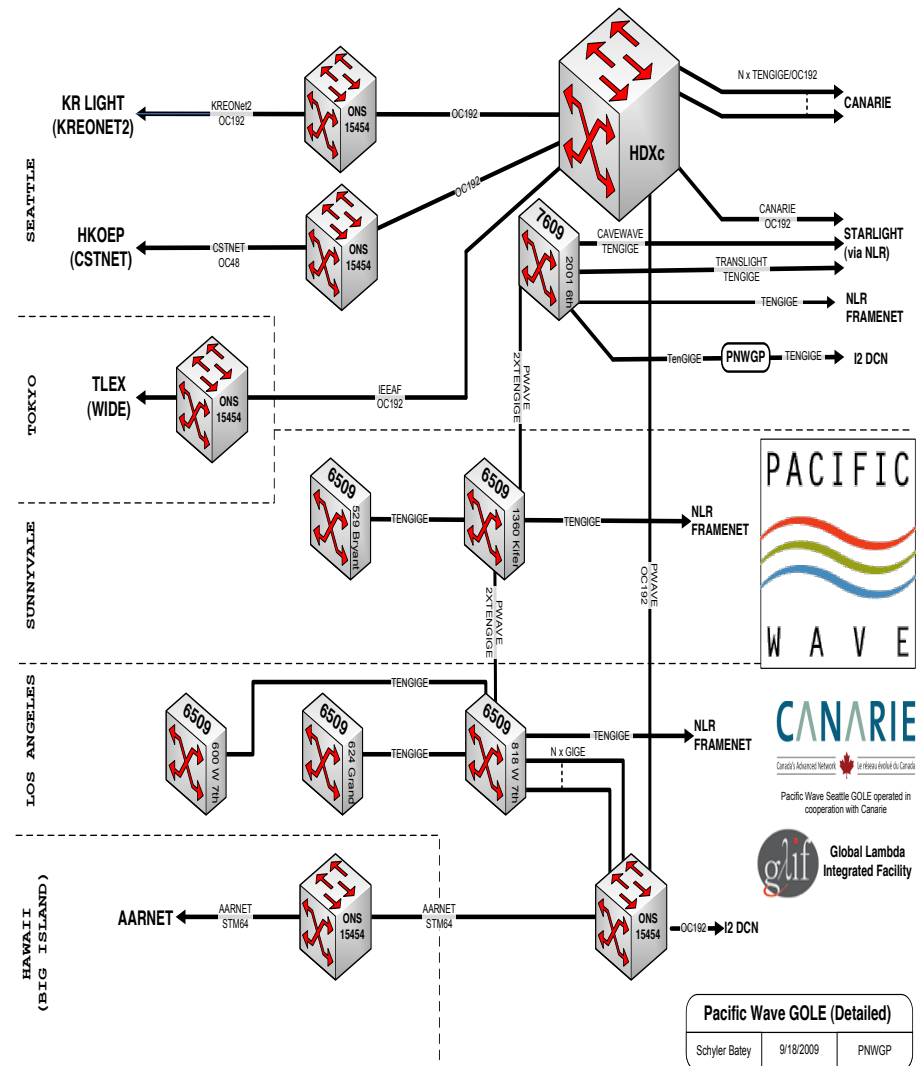 SEATTLE
KR LIGHT
(KREONET2)
KREONet2
OC192
ONS
15454
OC192
HDXc
N x TENGIGE/OC192
CANARIE
HKOEP
(CSTNET)
CSTNET
OC48
ONS
15454
OC192
CANARIE
OC192
7609
2001 6th
CAVEWAVE
TENGIGE
STARLIGHT
(via NLR)
TRANSLIGHT
TENGIGE
TENGIGE
NLR
FRAMENET
TenGIGE
PNWGP
TENGIGE
I2 DCN
TOKYO
TLEX
(WIDE)
ONS
15454
IEEAF
OC192
PWAVE
2XTENGIGE
SUNNYVALE
6509
529 Bryant
TENGIGE
6509
1360 Kifer
TENGIGE
NLR
FRAMENET
PWAVE
OC192
PWAVE
2XTENGIGE
PACIFIC
WAVE
LOS ANGELES
TENGIGE
6509
600 W 7th
6509
624 Grand
TENGIGE
6509
818 W 7th
TENGIGE
NLR
FRAMENET
N x GIGE
CANARIE
Canada's Advanced Network
Le réseau évolué du Canada
Pacific Wave Seattle GOLE operated in
cooperation with Canarie
glif
Global Lambda
Integrated Facility
HAWAII
(BIG ISLAND)
AARNET
AARNET
STM64
ONS
15454
AARNET
STM64
ONS
15454
OC192
I2 DCN
Pacific Wave GOLE (Detailed)
Schyler Batey
9/18/2009
PNWGP